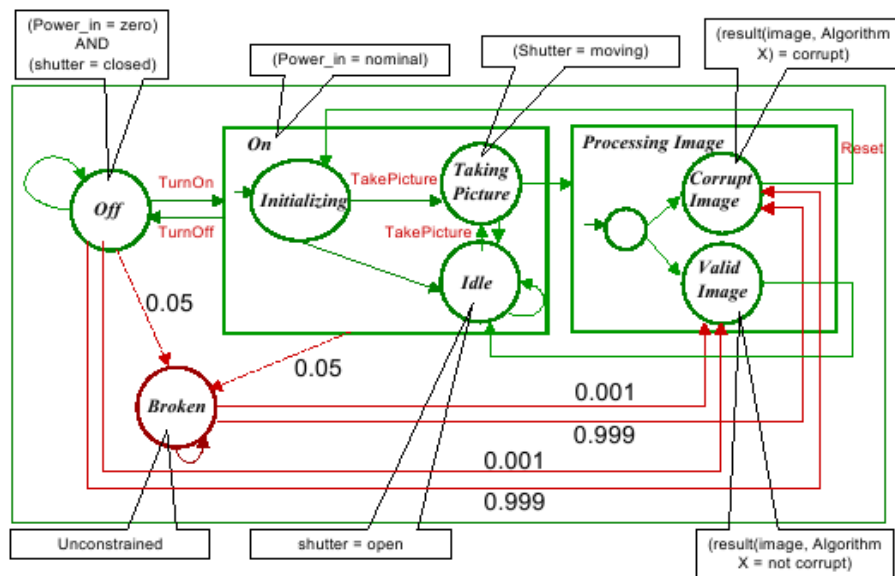 (Power_in = zero)
AND
(shutter = closed)
(Power_in = nominal)
(Shutter = moving)
(result(image, Algorithm
X) = corrupt)
On
Processing Image
Reset
Taking
Picture
Corrupt
Image
TurnOn
TakePicture
Initializing
Off
TurnOff
TakePicture
Valid
Image
Idle
0.05
0.05
Broken
0.001
0.999
0.001
0.999
Unconstrained
shutter = open
(result(image, Algorithm
X = not corrupt)